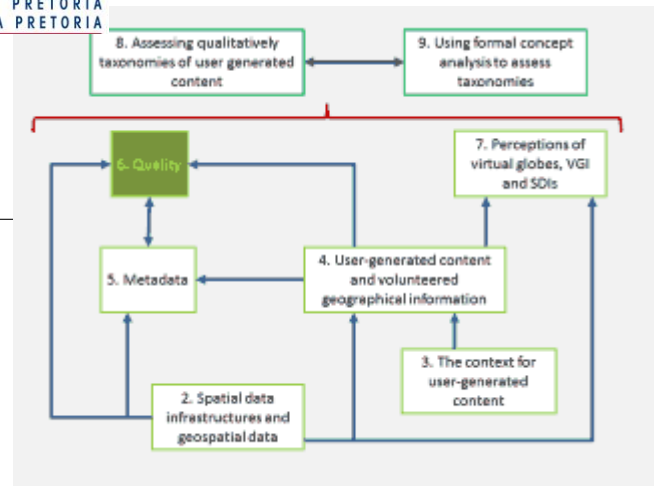 PRETORIA
A PRETORIA
8. Assessing qualitatively
taxonomies of user generated
content
9. Using formal concept
analysis to assess
taxonomies
6. Quality
7. Perceptions of
virtual globes, VGI
and SDIs
5. Metadata
4. User-generated content
and volunteered
geographical information
3. The context for
user-generated
content
2. Spatial data
infrastructures and
geospatial data